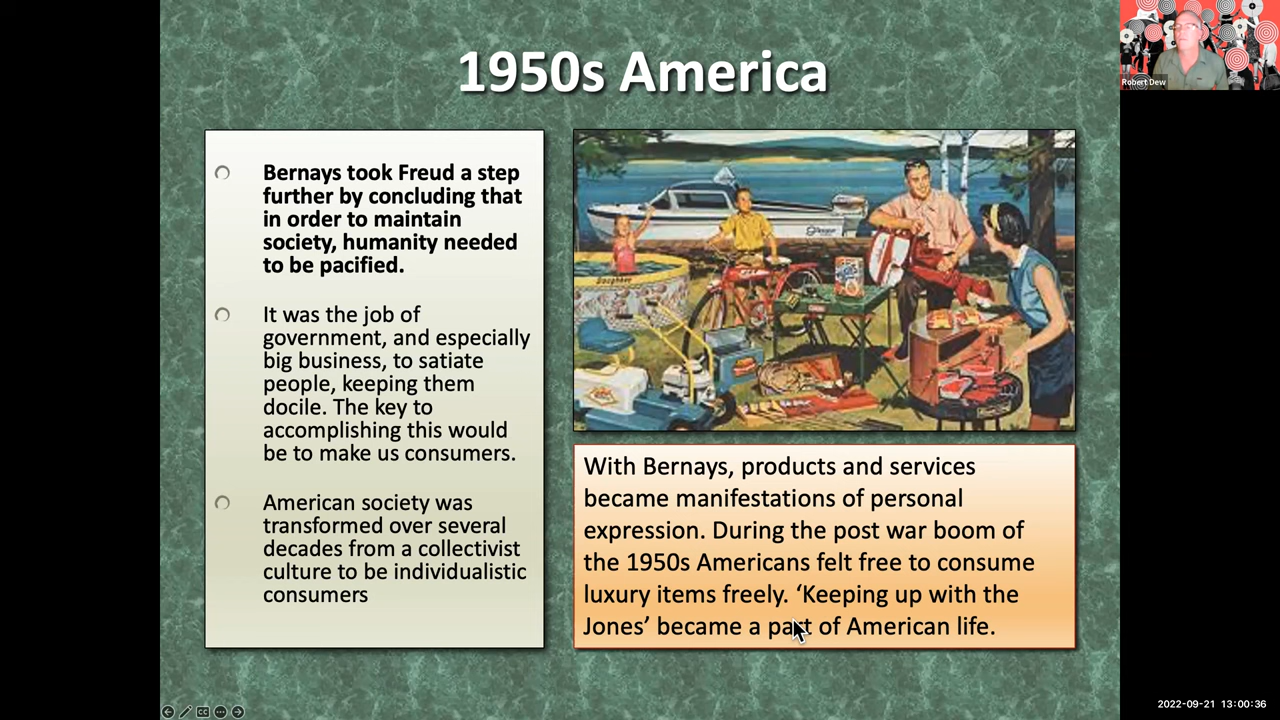 1950s America
Robert Dew
Bernays took Freud a step
further by concluding that
in order to maintain
society, humanity needed
to be pacified.
It was the job of
government, and especially
big business, to satiate
people, keeping them
docile. The key to
accomplishing this would
be to make us consumers.
American society was
transformed over several
decades from a collectivist
culture to be individualistic
consumers
With Bernays, products and services
became manifestations of personal
expression. During the post war boom of
the 1950s Americans felt free to consume
luxury items freely. ‘Keeping up with the
Jones’ became a part of American life.
CC
2022-09-21 13:00:36